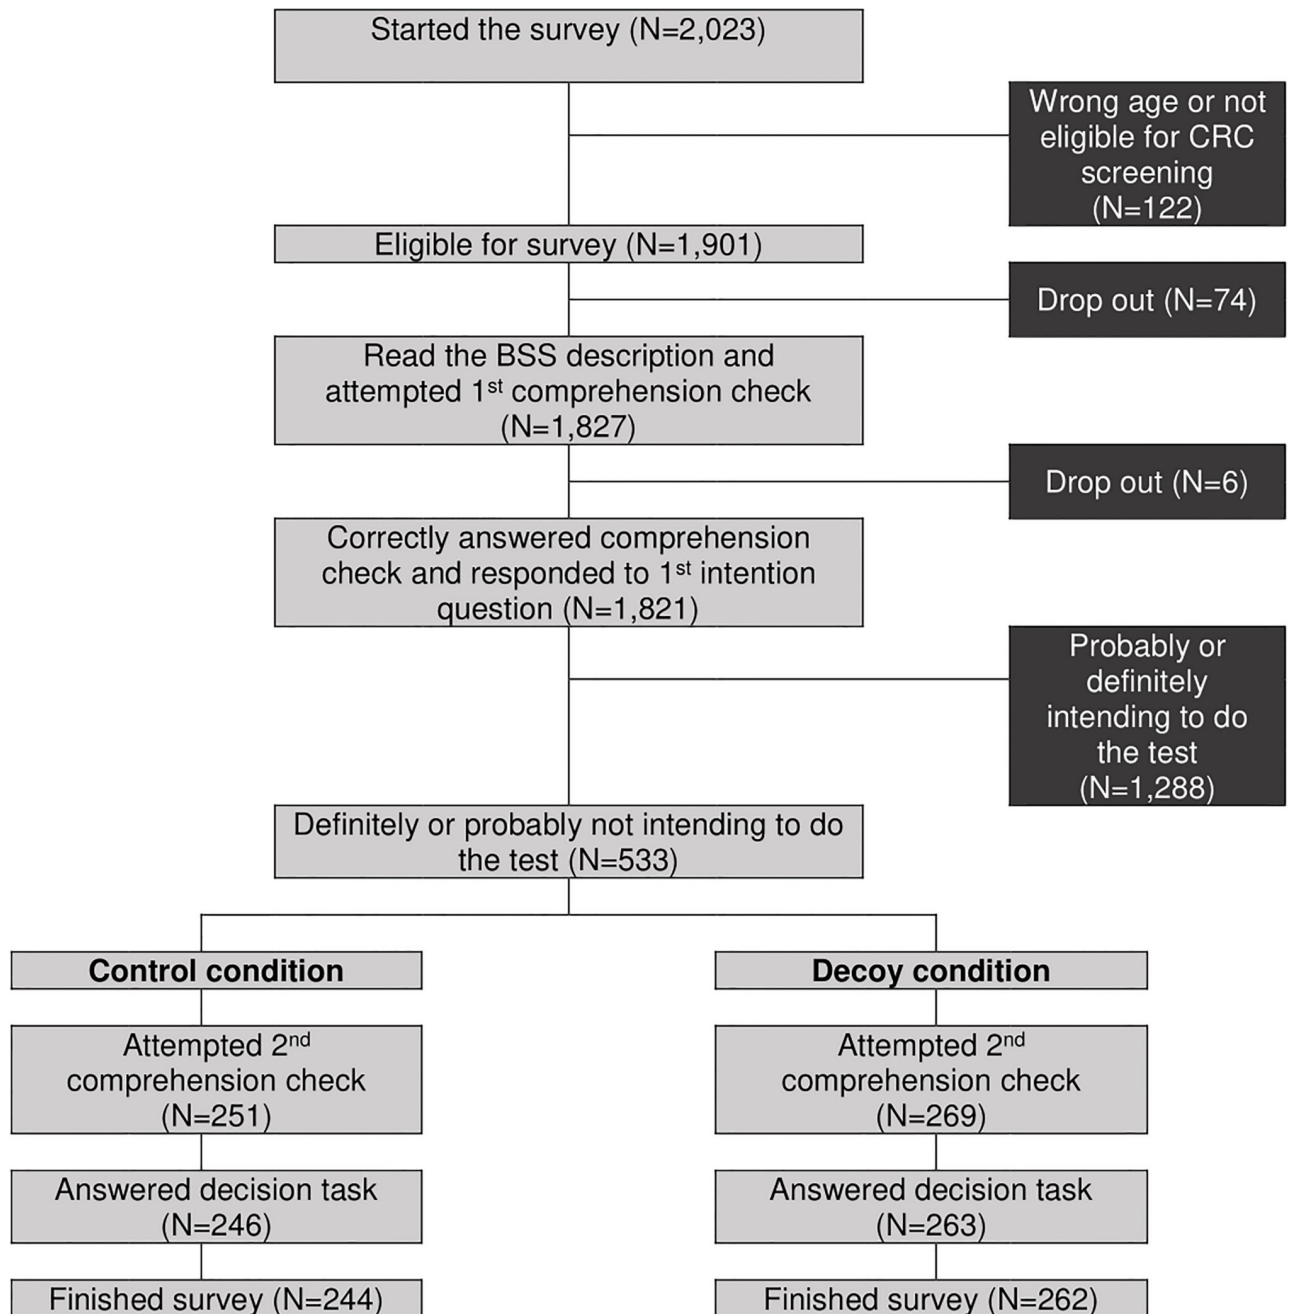 Started the survey (N=2,023)
Wrong age or not
eligible for CRC
screening
(N=122)
Eligible for survey (N=1,901)
Drop out (N=74)
Read the BSS description and
attempted 1st comprehension check
(N=1,827)
Drop out (N=6)
Correctly answered comprehension
check and responded to 1st intention
question (N=1,821)
Probably or
definitely
intending to do
the test
(N=1,288)
Definitely or probably not intending to do
the test (N=533)
Control condition
Attempted 2nd
comprehension check
(N=251)
Answered decision task
(N=246)
Finished survey (N=244)
Decoy condition
Attempted 2nd
comprehension check
(N=269)
Answered decision task
(N=263)
Finished survey (N=262)